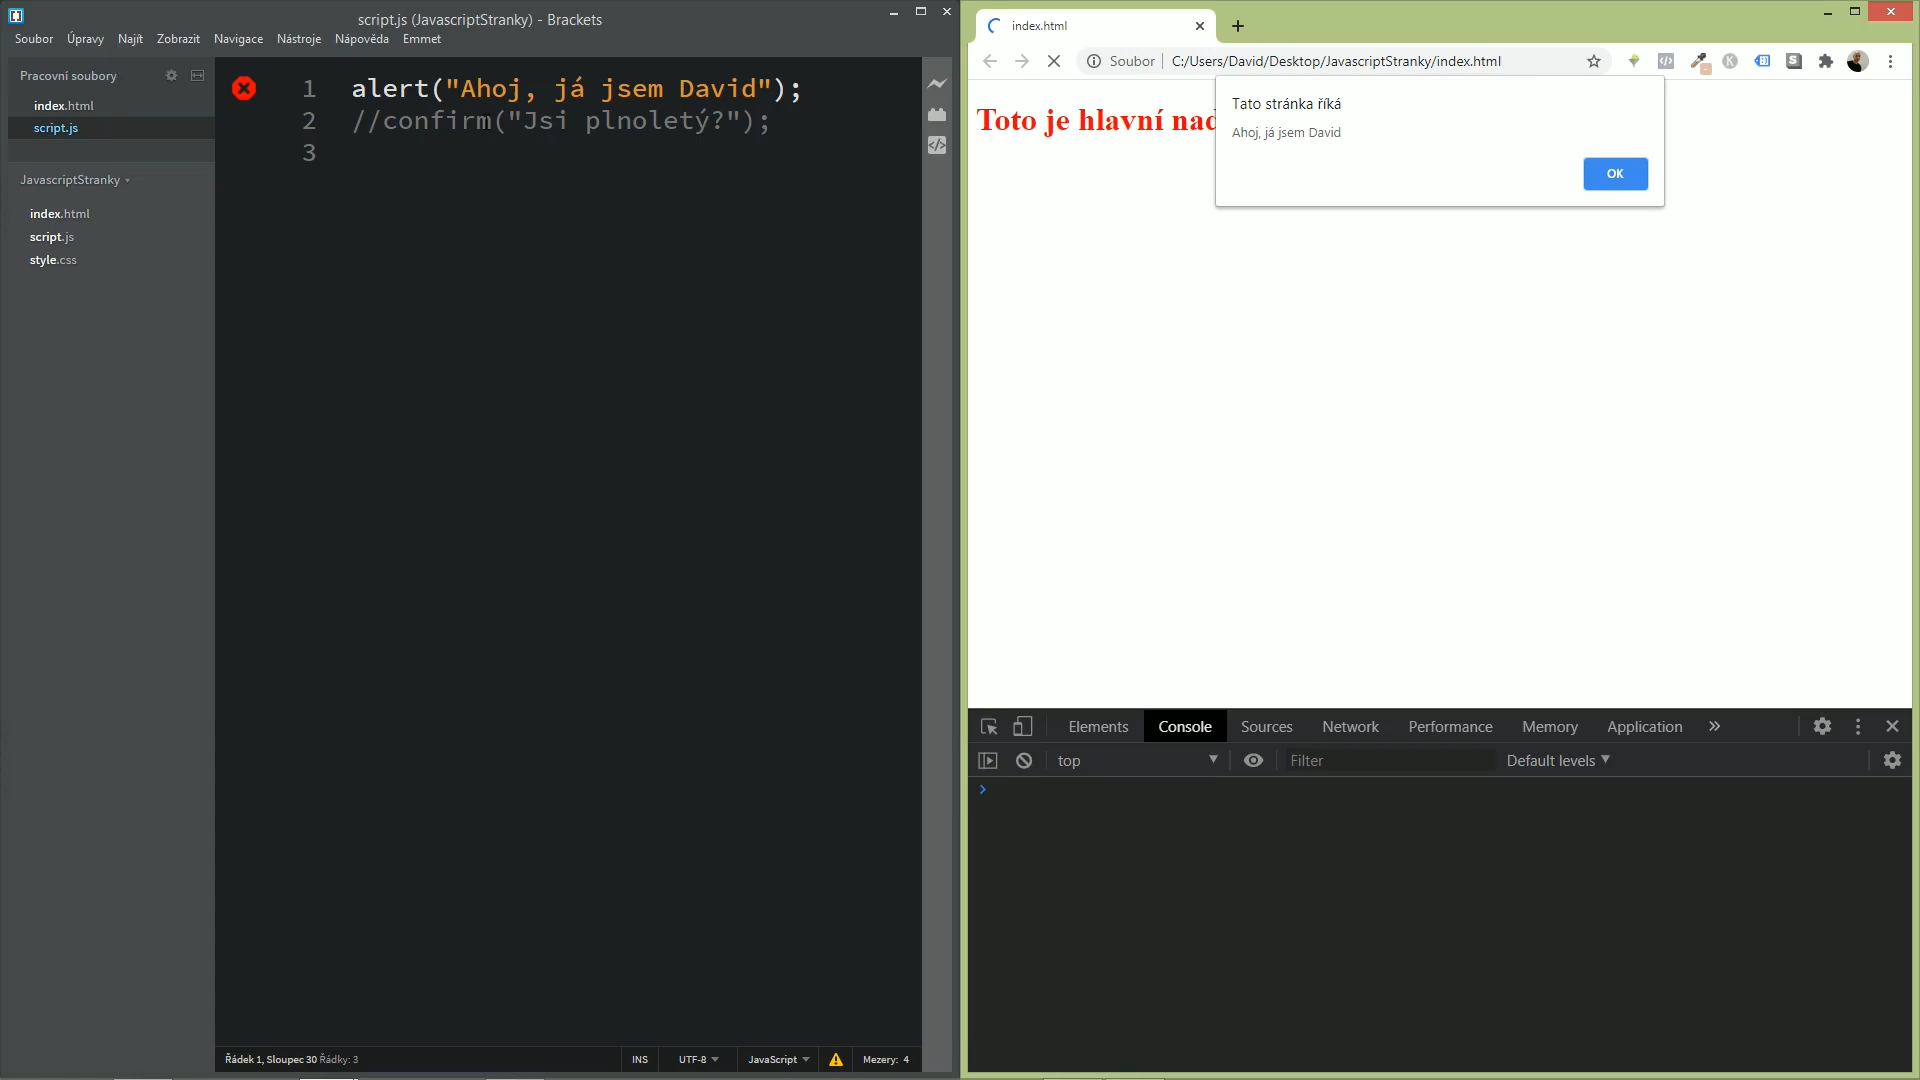 script.js (JavascriptStranky) - Brackets
Soubor Úpravy Najít Zobrazit Navigace Nástroje Nápověda Emmet
Pracovní soubory
index.html
script.js
JavascriptStranky
index.html
script.js
style.css
1 alert("Ahoj, já jsem David");
2 //confirm("Jsi plnoletý?");
3
Řádek 1, Sloupec 30 Řádky: 3
INS UTF-8 JavaScript Mezery: 4
index.html
Soubor C:/Users/David/Desktop/JavascriptStranky/index.html
Toto je hlavní nad
Tato stránka říká
Ahoj, já jsem David
OK
Elements Console Sources Network Performance Memory Application
top Filter Default levels